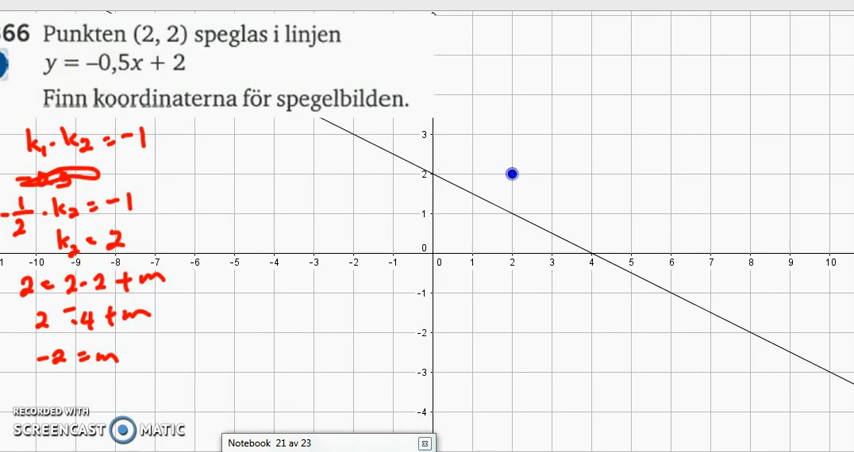 66 Punkten (2, 2) speglas i linjen
y = –0,5x + 2
Finn koordinaterna för spegelbilden.
k₁ · k₂ = -1
-1/2 · k₂ = -1
k₂ = 2
2 = 2 · 2 + m
2 = 4 + m
-2 = m
3
2
1
0
-1
-2
-3
-4
-10 -9 -8 -7 -6 -5 -4 -3 -2 -1 0 1 2 3 4 5 6 7 8 9 10
RECORDED WITH
SCREENCAST MATIC
Notebook 21 av 23